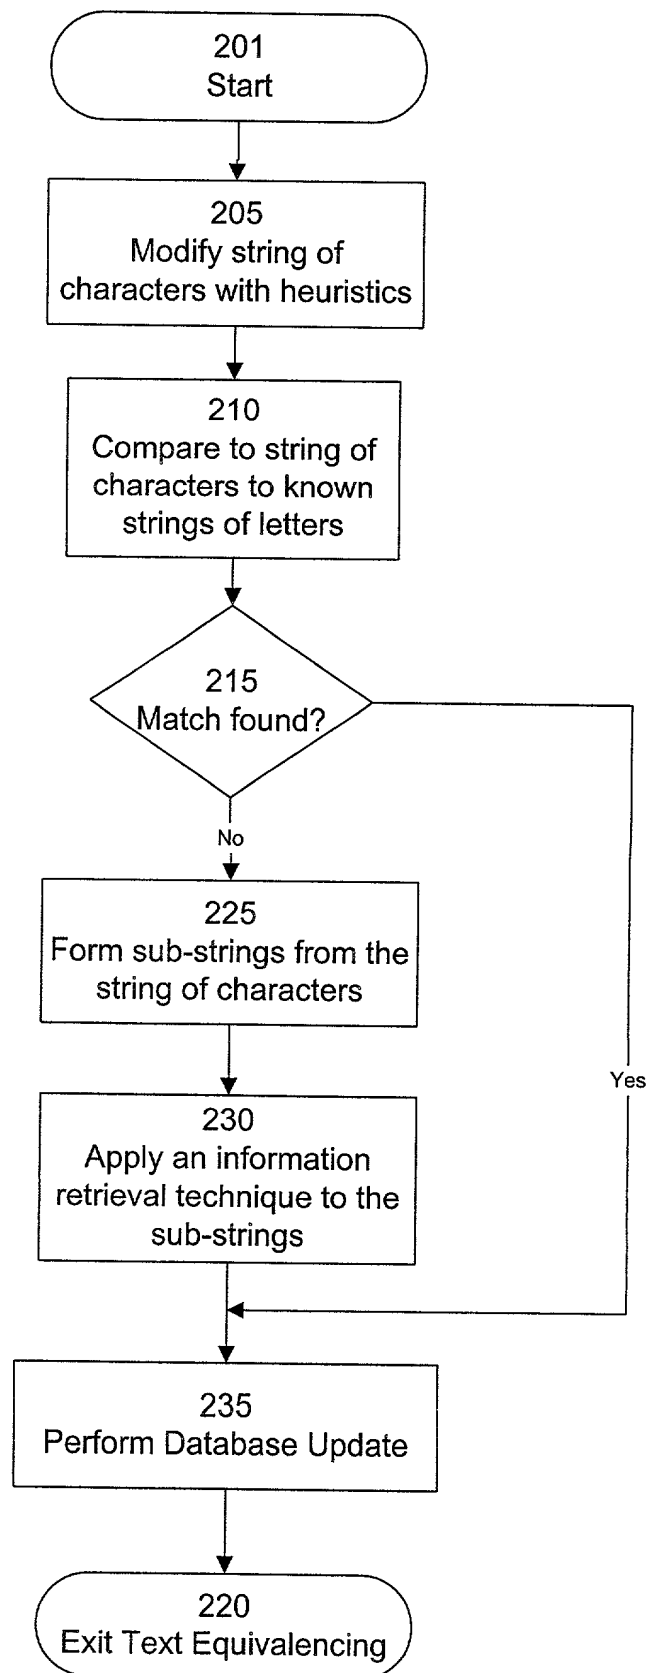 201
Start
205
Modify string of
characters with heuristics
210
Compare to string of
characters to known
strings of letters
215
Match found?
No
225
Form sub-strings from the
string of characters
Yes
230
Apply an information
retrieval technique to the
sub-strings
235
Perform Database Update
220
Exit Text Equivalencing